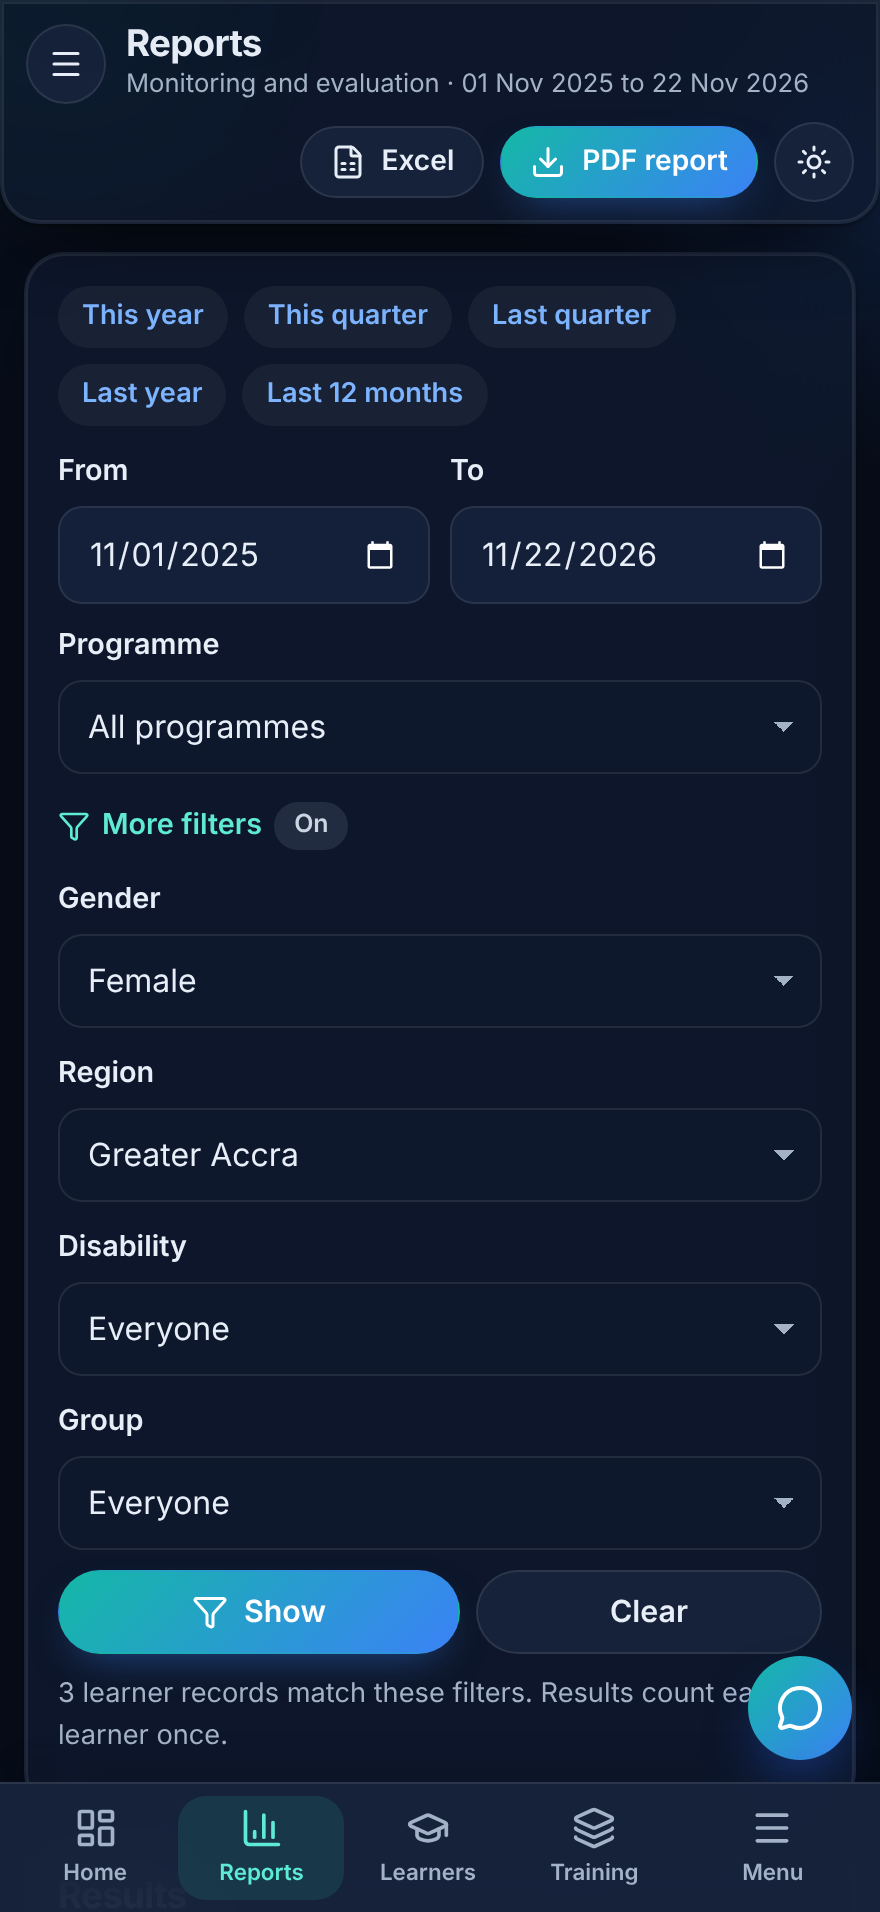 Reports
Monitoring and evaluation · 01 Nov 2025 to 22 Nov 2026
Excel
PDF report
This year
This quarter
Last quarter
Last year
Last 12 months
From
To
11/01/2025
11/22/2026
Programme
All programmes
More filters
On
Gender
Female
Region
Greater Accra
Disability
Everyone
Group
Everyone
Show
Clear
3 learner records match these filters. Results count
learner once.
Home
Reports
Learners
Training
Menu
Results